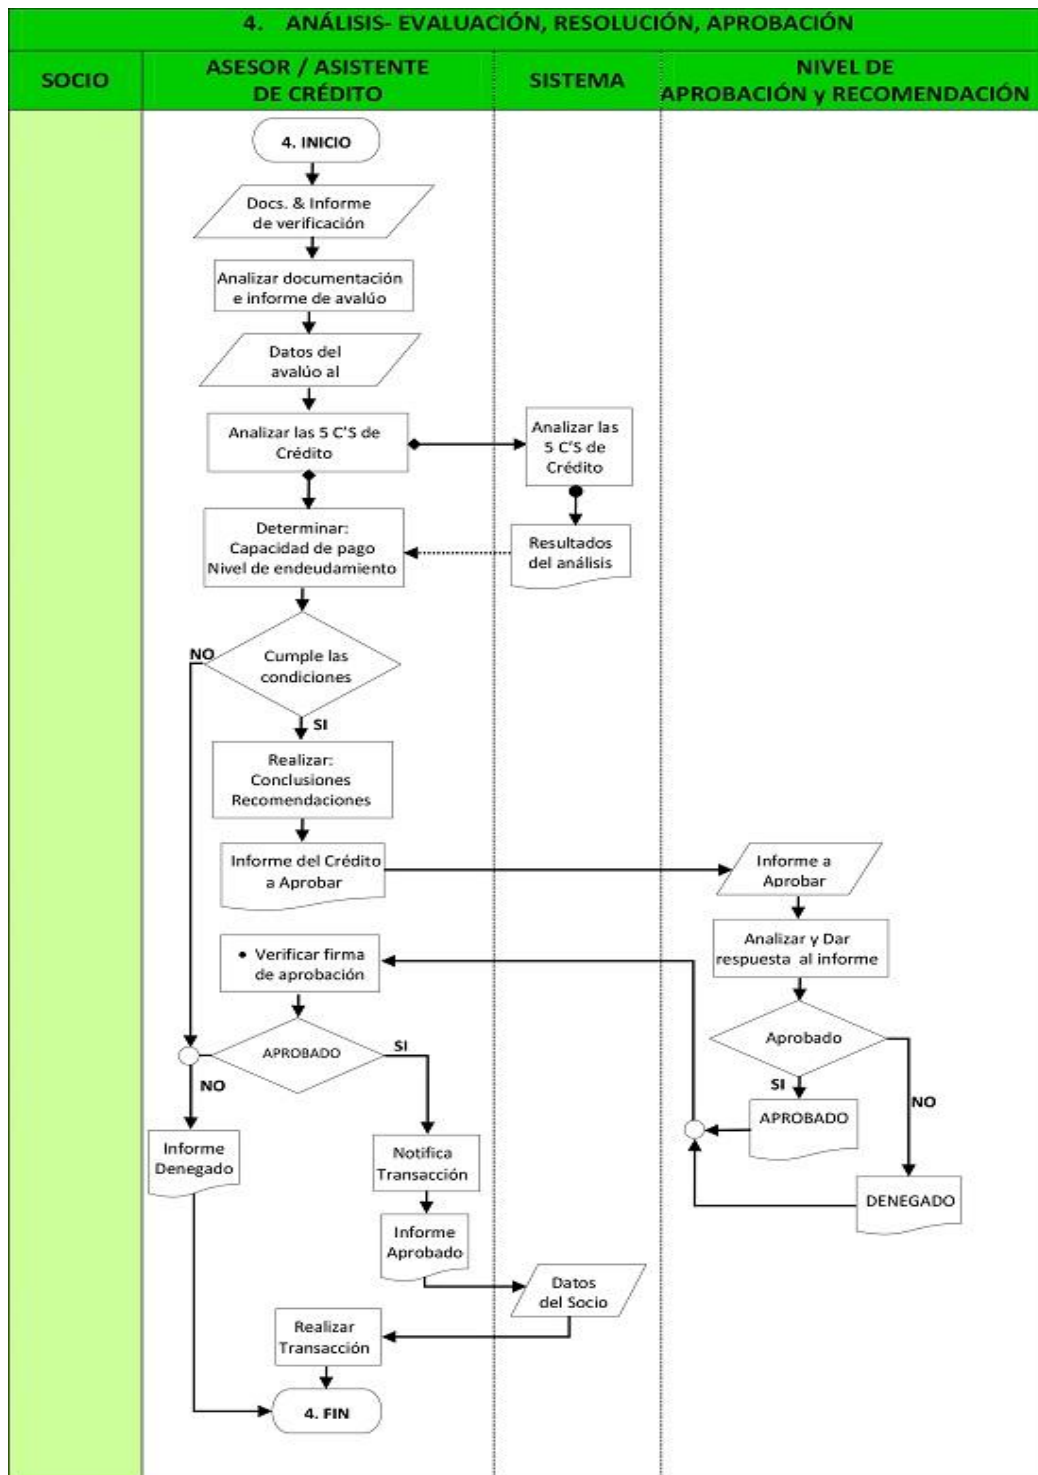 4. ANÁLISIS- EVALUACIÓN, RESOLUCIÓN, APROBACIÓN
SOCIO
ASESOR / ASISTENTE
DE CRÉDITO
SISTEMA
NIVEL DE
APROBACIÓN y RECOMENDACIÓN
4. INICIO
Docs. & Informe
de verificación
Analizar documentación
e informe de avalúo
Datos del
avalúo al
Analizar las 5 C'S de
Crédito
Analizar las
5 C'S de
Crédito
Determinar:
Capacidad de pago
Nivel de endeudamiento
Resultados
del análisis
NO
Cumple las
condiciones
SI
Realizar:
Conclusiones
Recomendaciones
Informe del Crédito
a Aprobar
Informe a
Aprobar
• Verificar firma
de aprobación
Analizar y Dar
respuesta al informe
APROBADO
SI
NO
Aprobado
SI
NO
APROBADO
Informe
Denegado
Notifica
Transacción
DENEGADO
Informe
Aprobado
Datos
del Socio
Realizar
Transacción
4. FIN